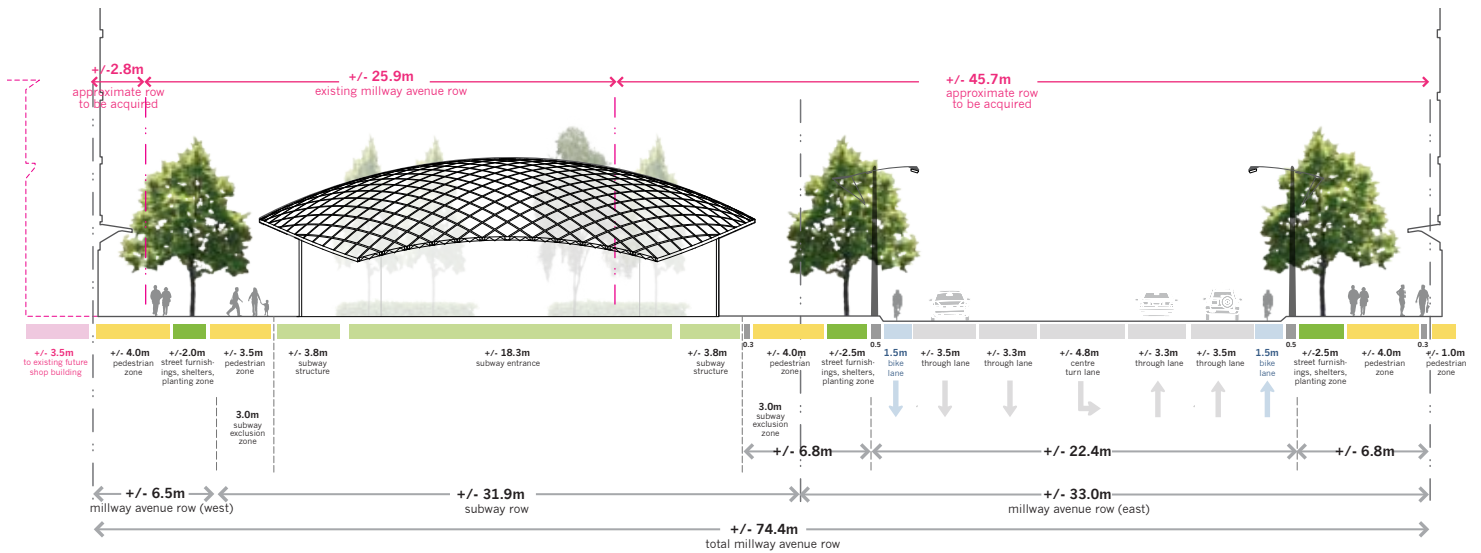 +/-2.8m
approximate row
to be acquired
+/- 25.9m
existing millway avenue row
+/- 45.7m
approximate row
to be acquired
+/- 3.5m
to existing future
shop building
+/- 4.0m
pedestrian
zone
+/-2.0m
street furnish-
ings, shelters,
planting zone
+/- 3.5m
pedestrian
zone
+/- 3.8m
subway
structure
+/- 18.3m
subway entrance
+/- 3.8m
subway
structure
0.3
+/- 4.0m
pedestrian
zone
+/-2.5m
street furnish-
ings, shelters,
planting zone
0.5
1.5m
bike
lane
+/- 3.5m
through lane
+/- 3.3m
through lane
+/- 4.8m
centre
turn lane
+/- 3.3m
through lane
+/- 3.5m
through lane
1.5m
bike
lane
0.5
+/-2.5m
street furnish-
ings, shelters,
planting zone
+/- 4.0m
pedestrian
zone
0.3
+/- 1.0m
pedestrian
zone
3.0m
subway
exclusion
zone
3.0m
subway
exclusion
zone
+/- 6.8m
+/- 22.4m
+/- 6.8m
+/- 6.5m
millway avenue row (west)
+/- 31.9m
subway row
+/- 33.0m
millway avenue row (east)
+/- 74.4m
total millway avenue row